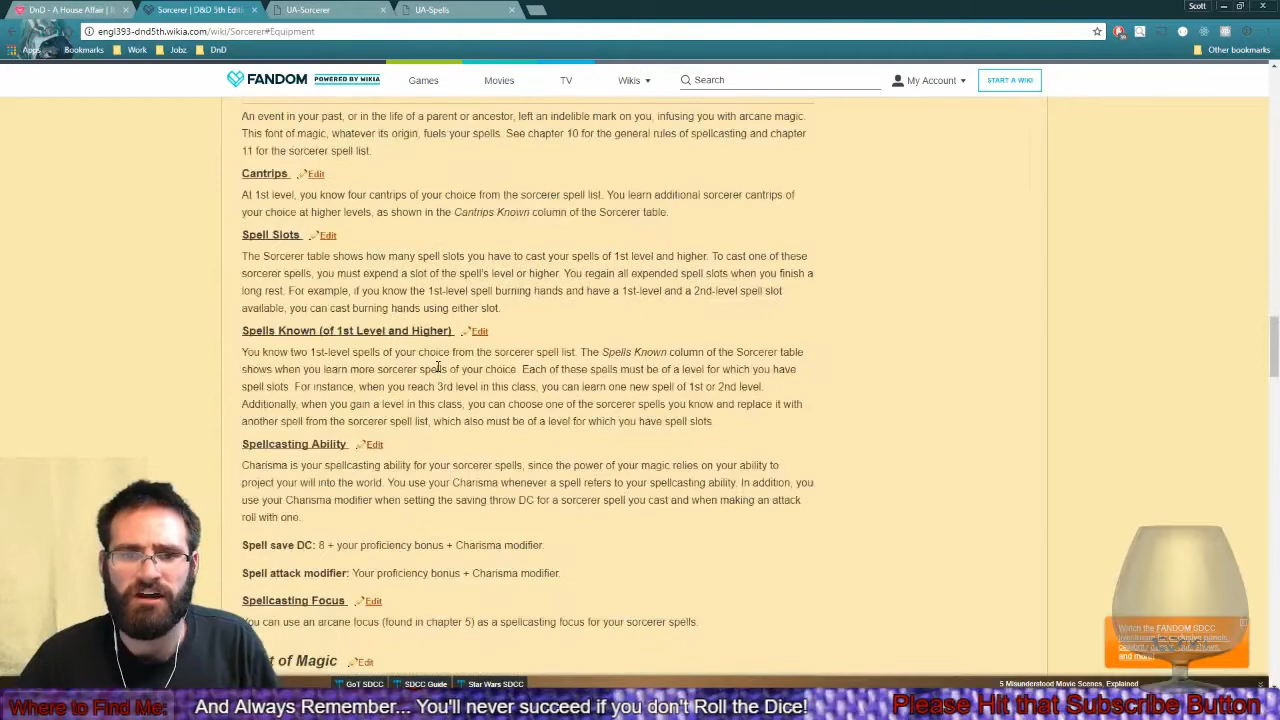 DnD - A House Affair | Sorcerer | D&D 5th Editi UA-Sorcerer UA-Spells Scott
engl393-dnd5th.wikia.com/wiki/Sorcerer#Equipment
Apps Bookmarks Work Jobz DnD Other bookmarks
FANDOM POWERED BY WIKIA Games Movies TV Wikis Search My Account START A WIKI
An event in your past, or in the life of a parent or ancestor, left an indelible mark on you, infusing you with arcane magic.
This font of magic, whatever its origin, fuels your spells. See chapter 10 for the general rules of spellcasting and chapter
11 for the sorcerer spell list.
Cantrips Edit
At 1st level, you know four cantrips of your choice from the sorcerer spell list. You learn additional sorcerer cantrips of
your choice at higher levels, as shown in the Cantrips Known column of the Sorcerer table.
Spell Slots Edit
The Sorcerer table shows how many spell slots you have to cast your spells of 1st level and higher. To cast one of these
sorcerer spells, you must expend a slot of the spell's level or higher. You regain all expended spell slots when you finish a
long rest. For example, if you know the 1st-level spell burning hands and have a 1st-level and a 2nd-level spell slot
available, you can cast burning hands using either slot.
Spells Known (of 1st Level and Higher) Edit
You know two 1st-level spells of your choice from the sorcerer spell list. The Spells Known column of the Sorcerer table
shows when you learn more sorcerer spells of your choice. Each of these spells must be of a level for which you have
spell slots. For instance, when you reach 3rd level in this class, you can learn one new spell of 1st or 2nd level.
Additionally, when you gain a level in this class, you can choose one of the sorcerer spells you know and replace it with
another spell from the sorcerer spell list, which also must be of a level for which you have spell slots.
Spellcasting Ability Edit
Charisma is your spellcasting ability for your sorcerer spells, since the power of your magic relies on your ability to
project your will into the world. You use your Charisma whenever a spell refers to your spellcasting ability. In addition, you
use your Charisma modifier when setting the saving throw DC for a sorcerer spell you cast and when making an attack
roll with one.
Spell save DC: 8 + your proficiency bonus + Charisma modifier.
Spell attack modifier: Your proficiency bonus + Charisma modifier.
Spellcasting Focus Edit
You can use an arcane focus (found in chapter 5) as a spellcasting focus for your sorcerer spells.
Watch the FANDOM SDCC
livestream for exclusive panels,
and more!
t of Magic Edit
GoT SDCC SDCC Guide Star Wars SDCC 5 Misunderstood Movie Scenes, Explained
Where to Find Me: And Always Remember... You'll never succeed if you don't Roll the Dice! Please Hit that Subscribe Button